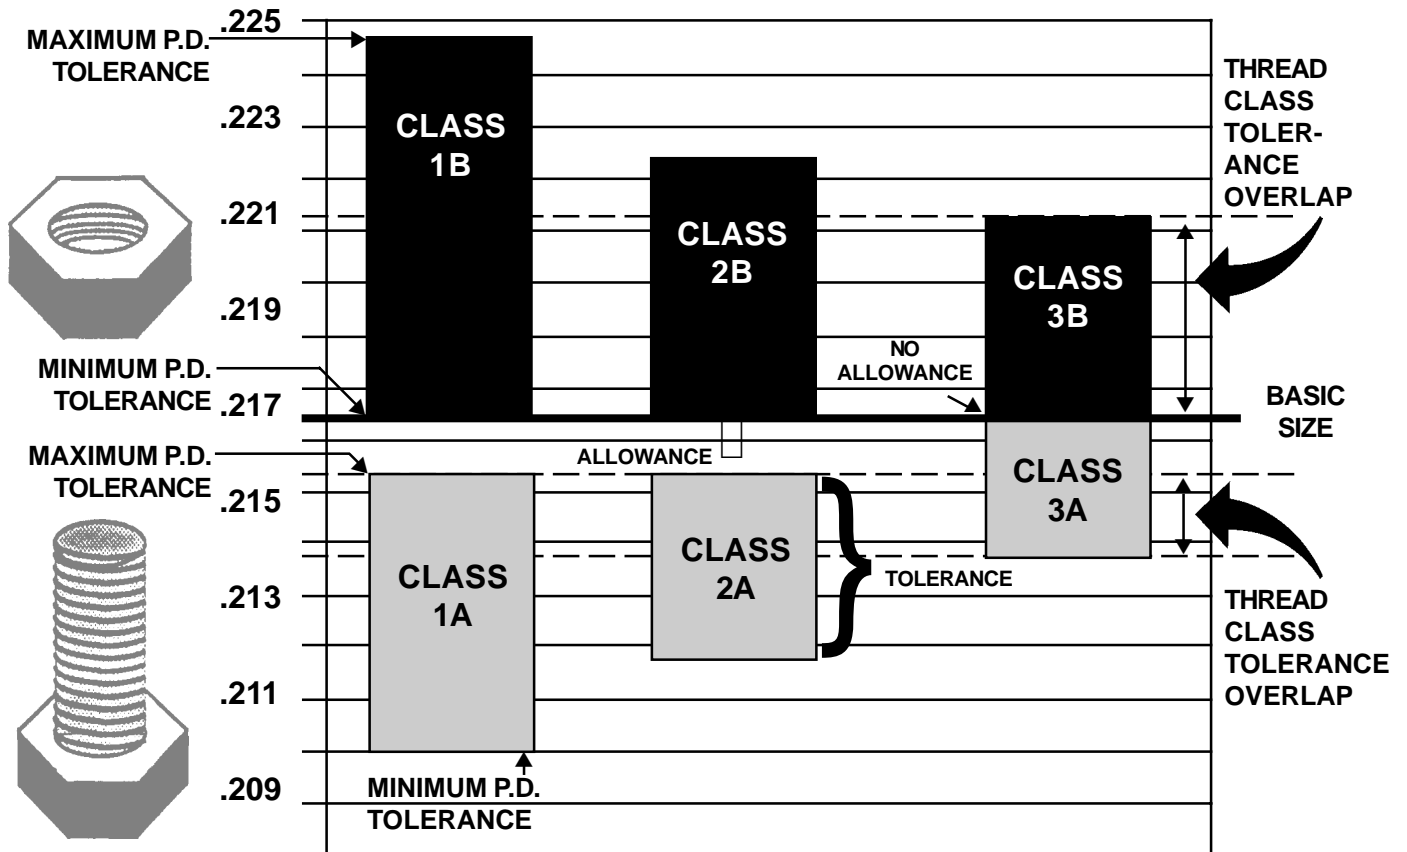 .225
MAXIMUM P.D.
TOLERANCE
.223
CLASS
1B
THREAD
CLASS
TOLER-
ANCE
OVERLAP
.221
CLASS
2B
CLASS
3B
.219
NO
ALLOWANCE
MINIMUM P.D.
TOLERANCE
.217
BASIC
SIZE
MAXIMUM P.D.
TOLERANCE
ALLOWANCE
.215
CLASS
3A
CLASS
2A
CLASS
1A
TOLERANCE
.213
THREAD
CLASS
TOLERANCE
OVERLAP
.211
.209
MINIMUM P.D.
TOLERANCE